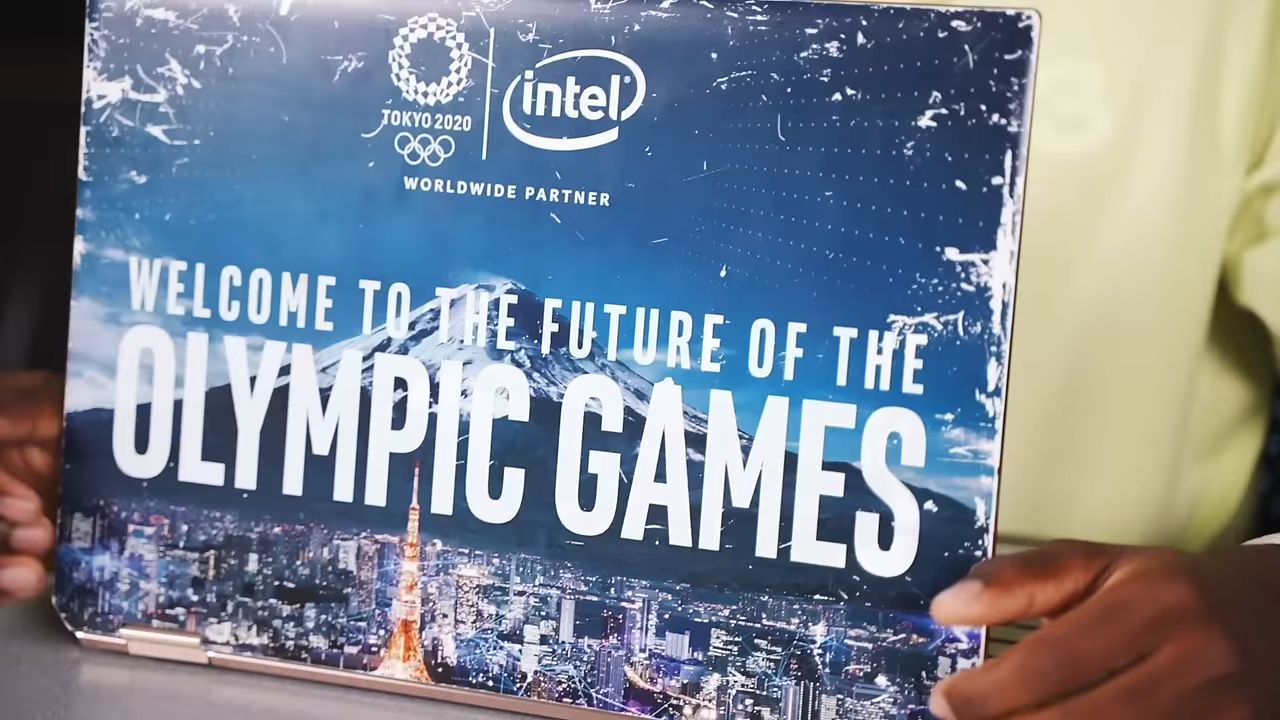 TOKYO 2020
intel
WORLDWIDE PARTNER
WELCOME TO THE FUTURE OF THE
OLYMPIC GAMES